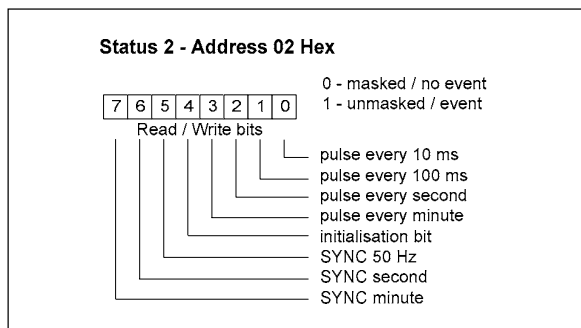 Status 2 - Address 02 Hex
0 - masked / no event
1 - unmasked / event
7 6 5 4 3 2 1 0
Read / Write bits
pulse every 10 ms
pulse every 100 ms
pulse every second
pulse every minute
initialisation bit
SYNC 50 Hz
SYNC second
SYNC minute